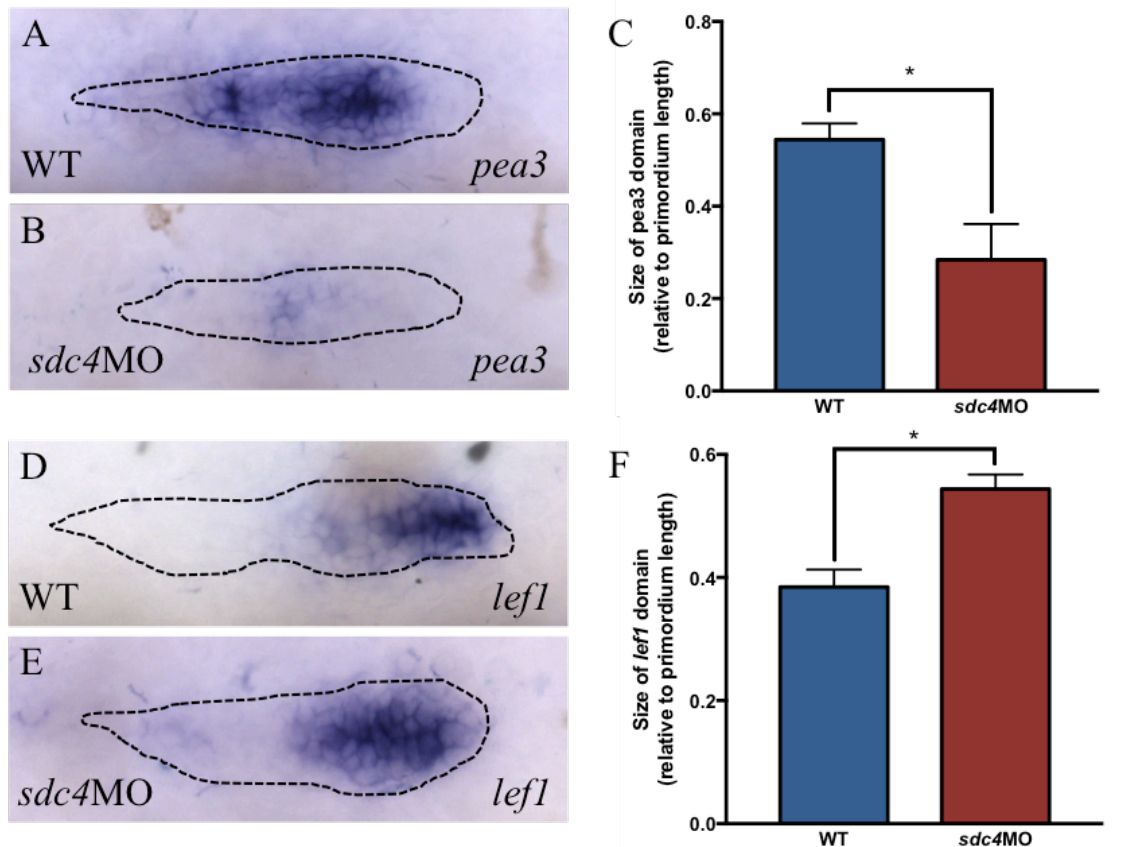 A
WT
pea3
B
sdc4MO
pea3
C
Size of pea3 domain
(relative to primordium length)
0.8
0.6
0.4
0.2
0.0
*
WT
sdc4MO
D
WT
lef1
E
sdc4MO
lef1
F
Size of lef1 domain
(relative to primordium length)
0.6
0.4
0.2
0.0
*
WT
sdc4MO